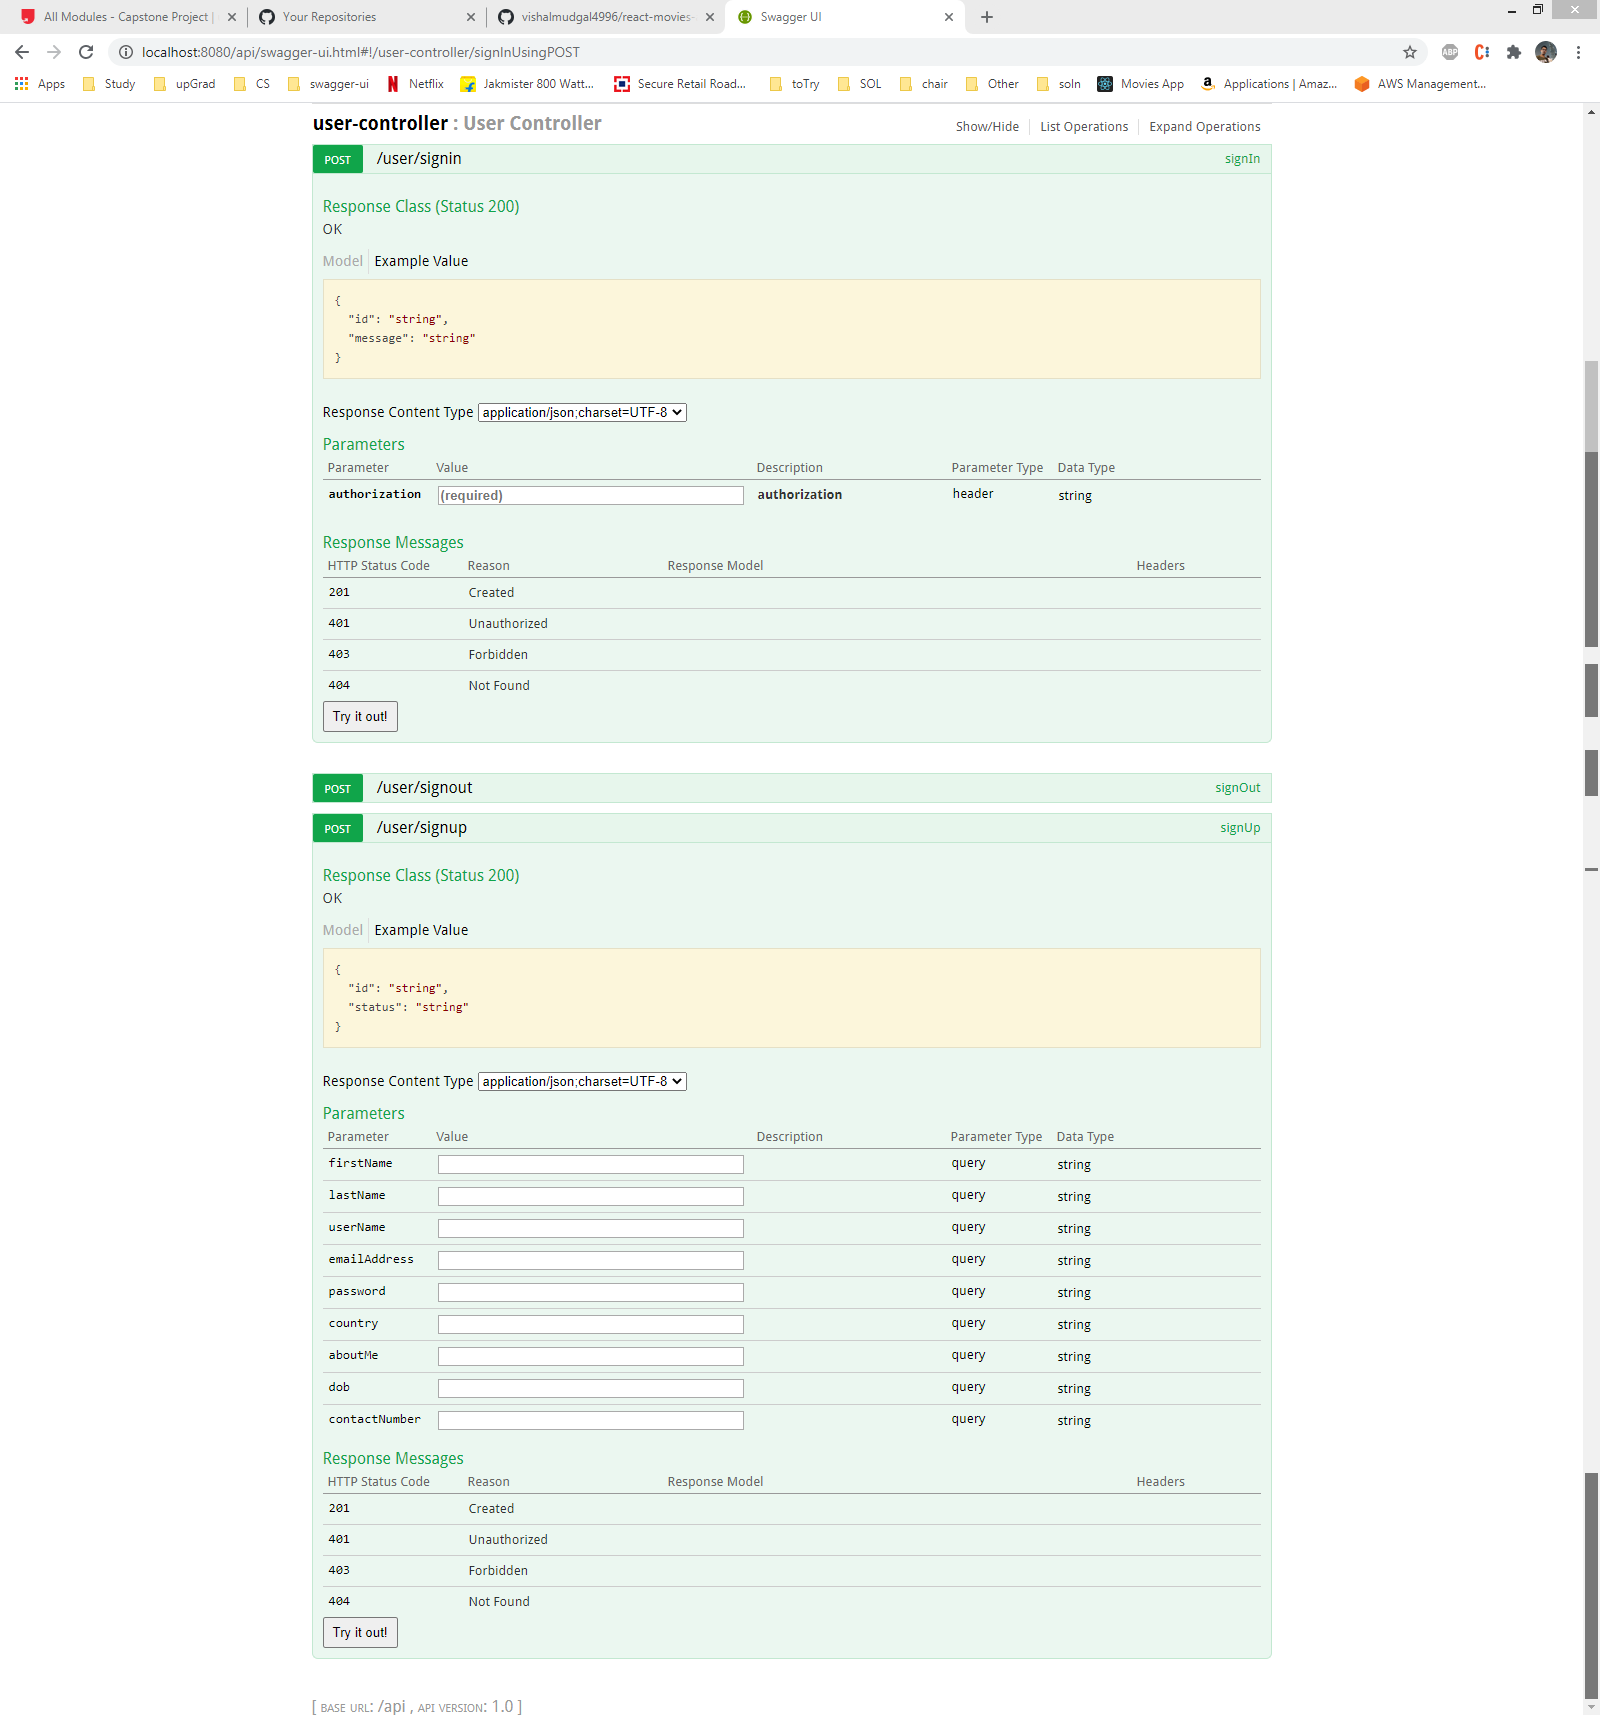 All Modules - Capstone Project |
Your Repositories
vishalmudgal4996/react-movies-
Swagger UI
localhost:8080/api/swagger-ui.html#!/user-controller/signInUsingPOST
ABP
Apps Study upGrad CS swagger-ui Netflix Jakmister 800 Watt... Secure Retail Road... toTry SOL chair Other soln Movies App Applications | Amaz... AWS Management...
user-controller : User Controller
Show/Hide List Operations Expand Operations
POST /user/signin signIn
Response Class (Status 200)
OK
Model Example Value
{
"id": "string",
"message": "string"
}
Response Content Type application/json;charset=UTF-8
Parameters
Parameter Value Description Parameter Type Data Type
authorization (required) authorization header string
Response Messages
HTTP Status Code Reason Response Model Headers
201 Created
401 Unauthorized
403 Forbidden
404 Not Found
Try it out!
POST /user/signout signOut
POST /user/signup signUp
Response Class (Status 200)
OK
Model Example Value
{
"id": "string",
"status": "string"
}
Response Content Type application/json;charset=UTF-8
Parameters
Parameter Value Description Parameter Type Data Type
firstName query string
lastName query string
userName query string
emailAddress query string
password query string
country query string
aboutMe query string
dob query string
contactNumber query string
Response Messages
HTTP Status Code Reason Response Model Headers
201 Created
401 Unauthorized
403 Forbidden
404 Not Found
Try it out!
[ BASE URL: /api , API VERSION: 1.0 ]